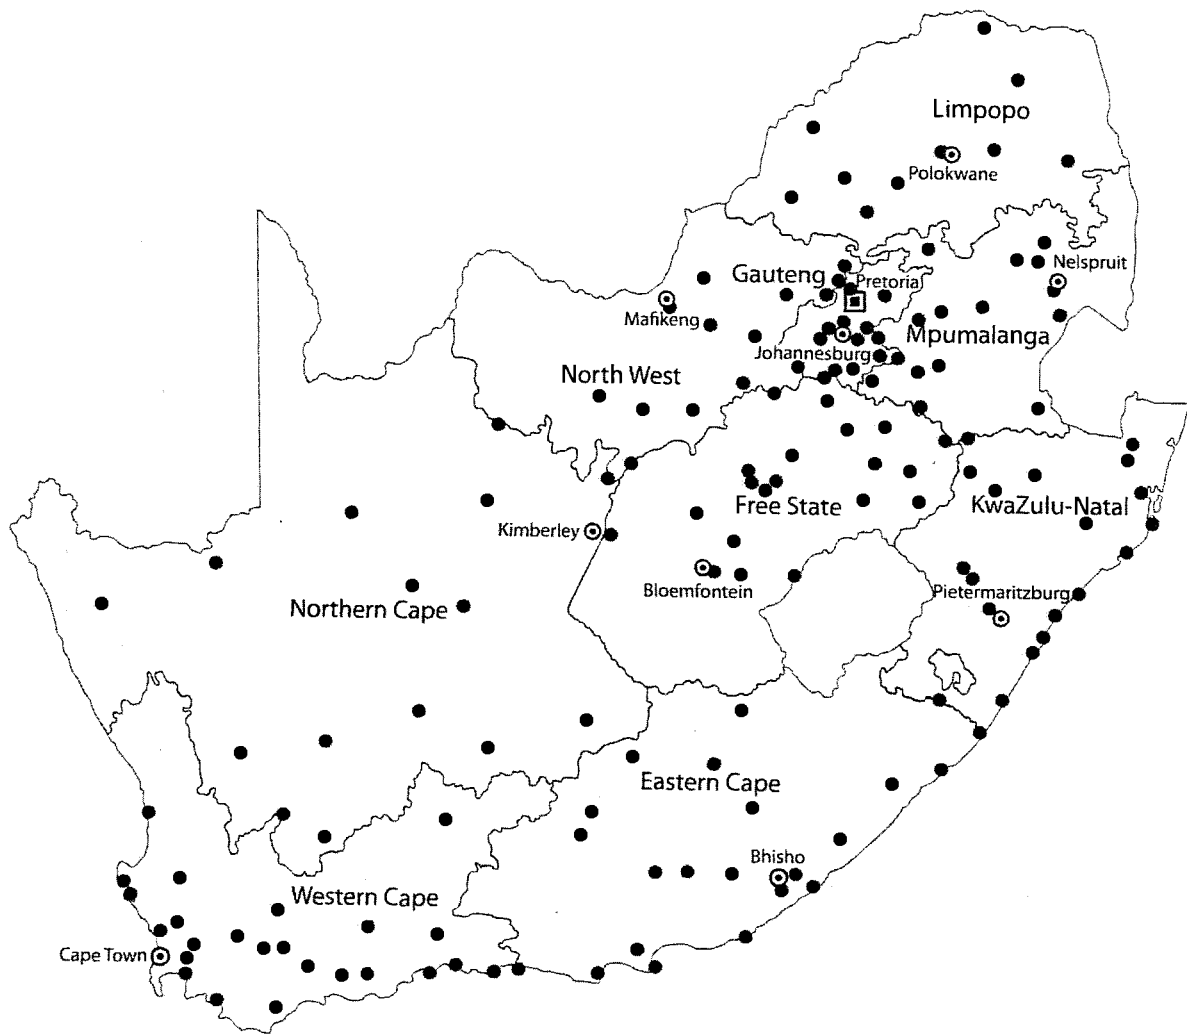 Limpopo
Polokwane
Gauteng
Pretoria
Nelspruit
Mafikeng
Mpumalanga
Johannesburg
North West
Free State
KwaZulu-Natal
Kimberley
Bloemfontein
Pietermaritzburg
Northern Cape
Eastern Cape
Bhisho
Western Cape
Cape Town